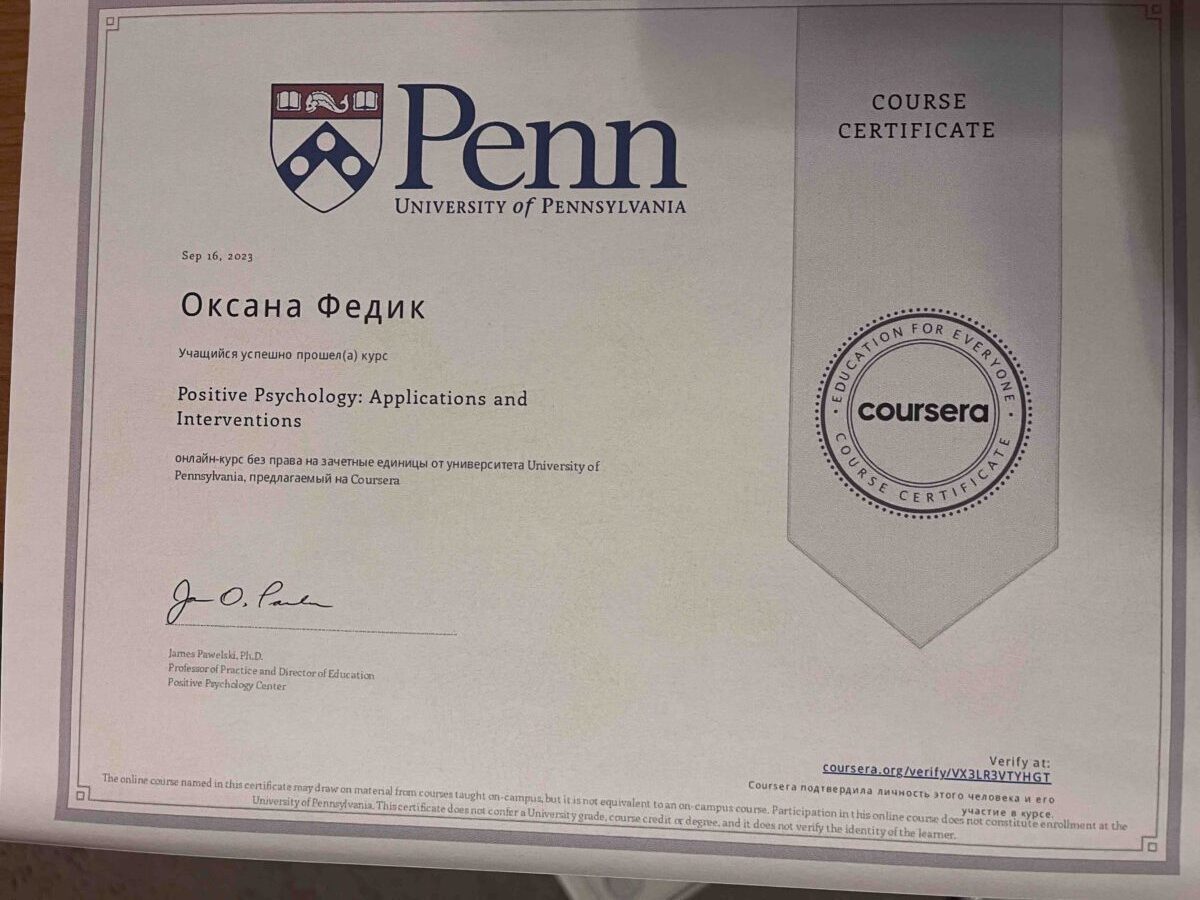 Penn
UNIVERSITY of PENNSYLVANIA
COURSE
CERTIFICATE
Sep 16, 2023
Оксана Федик
Учащийся успешно прошел(а) курс
Positive Psychology: Applications and
Interventions
онлайн-курс без права на зачетные единицы от университета University of
Pennsylvania, предлагаемый на Coursera
EDUCATION FOR EVERYONE
coursera
COURSE CERTIFICATE
James Pawelski, Ph.D.
Professor of Practice and Director of Education
Positive Psychology Center
Verify at:
coursera.org/verify/VX3LR3VTYHGT
Coursera подтвердила личность этого человека и его
участие в курсе.
The online course named in this certificate may draw on material from courses taught on-campus, but it is not equivalent to an on-campus course. Participation in this online course does not constitute enrollment at the
University of Pennsylvania. This certificate does not confer a University grade, course credit or degree, and it does not verify the identity of the learner.